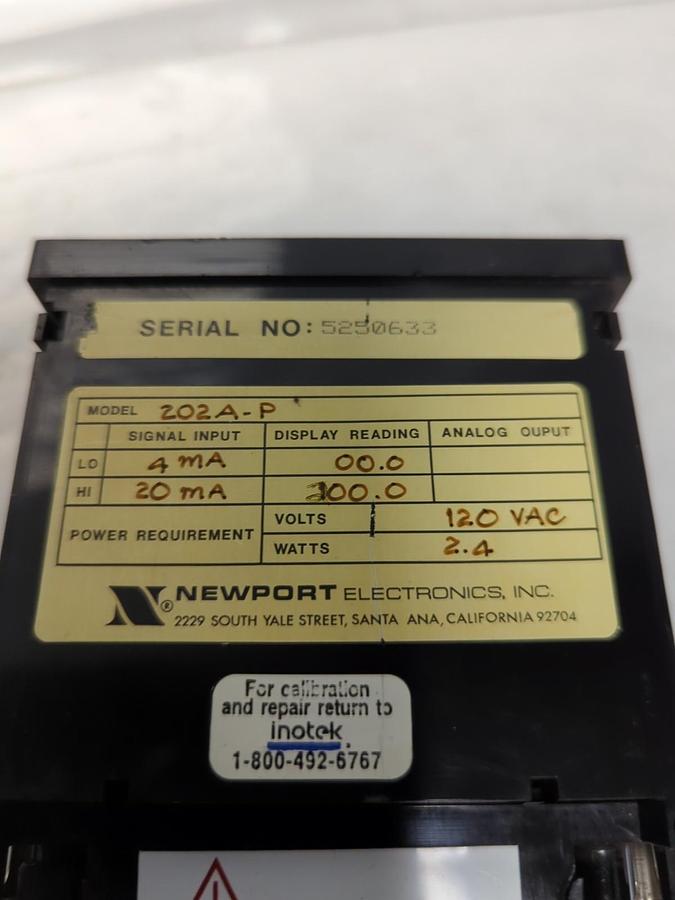 SERIAL NO: 5250633
MODEL 202A-P
SIGNAL INPUT DISPLAY READING ANALOG OUPUT
LO 4 mA 00.0
HI 20 mA 200.0
POWER REQUIREMENT
VOLTS 120 VAC
WATTS 2.4
N® NEWPORT ELECTRONICS, INC.
2229 SOUTH YALE STREET, SANTA ANA, CALIFORNIA 92704
For calibration
and repair return to
inotek.
1-800-492-6767